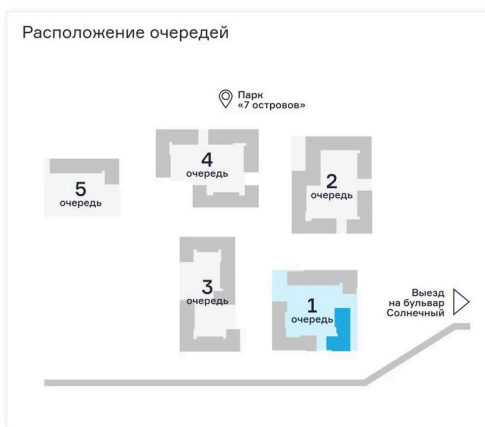 Расположение очередей
Парк
«7 островов»
4
очередь
5
очередь
2
очередь
3
очередь
1
очередь
Выезд
на бульвар
Солнечный